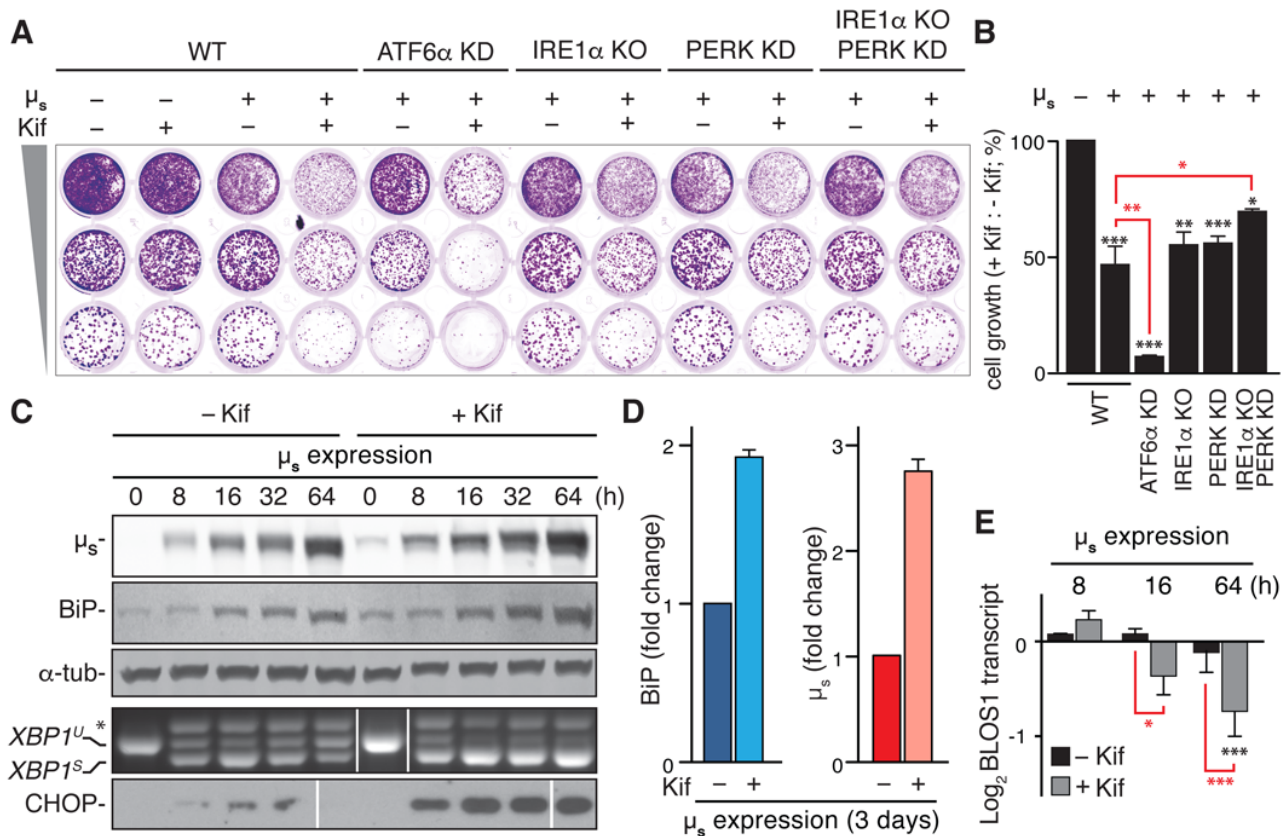 A
WT
ATF6α KD
IRE1α KO
PERK KD
IRE1α KO
PERK KD
μs – – + + + + + + + + + +
Kif – + – + – + – + – + – +
B
μs – + + + + +
cell growth (+ Kif : - Kif; %)
100
50
0
***
**
***
**
***
*
*
WT
ATF6α KD
IRE1α KO
PERK KD
IRE1α KO
PERK KD
C
– Kif + Kif
μs expression
0 8 16 32 64 0 8 16 32 64 (h)
μs-
BiP-
α-tub-
*
XBP1U
XBP1S
CHOP-
D
BiP (fold change)
2
1
0
μs (fold change)
3
2
1
0
Kif – + – +
μs expression (3 days)
E
μs expression
8 16 64 (h)
Log2 BLOS1 transcript
0
-1
*
***
***
– Kif
+ Kif